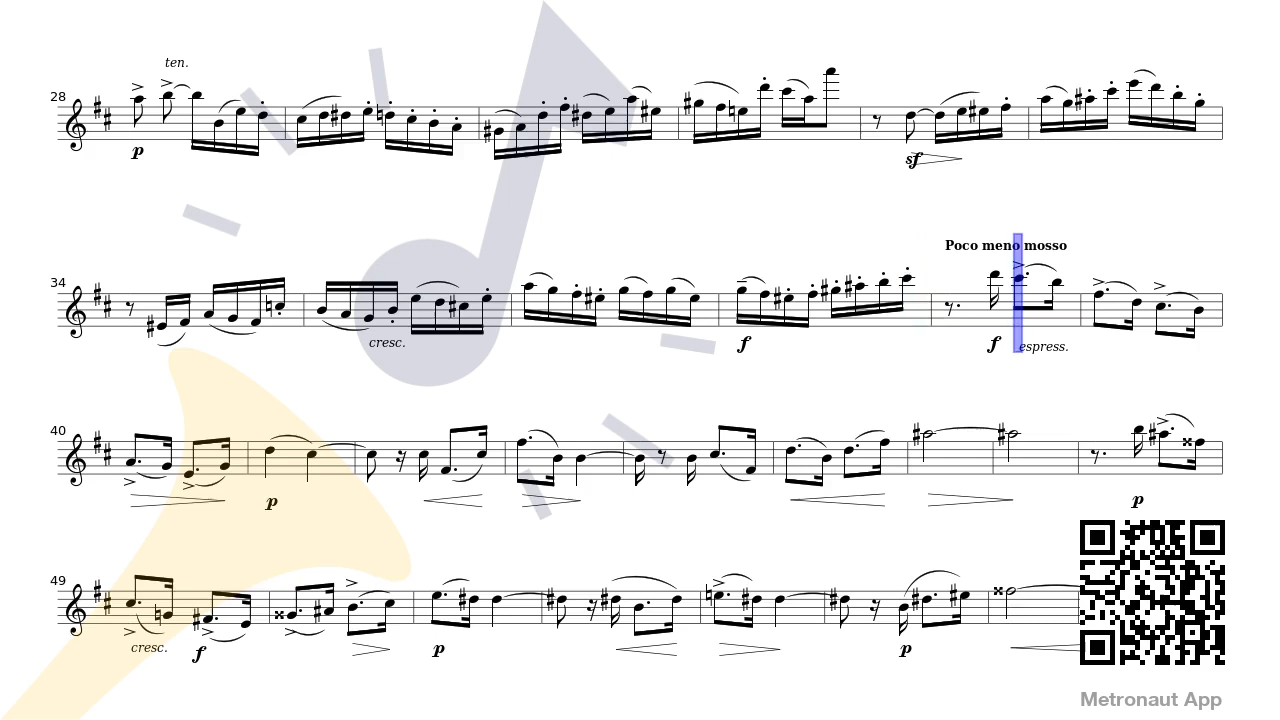 ten.
28
p
sf
Poco meno mosso
34
cresc.
f
f
espress.
40
p
p
49
cresc.
f
p
p
Metronaut App